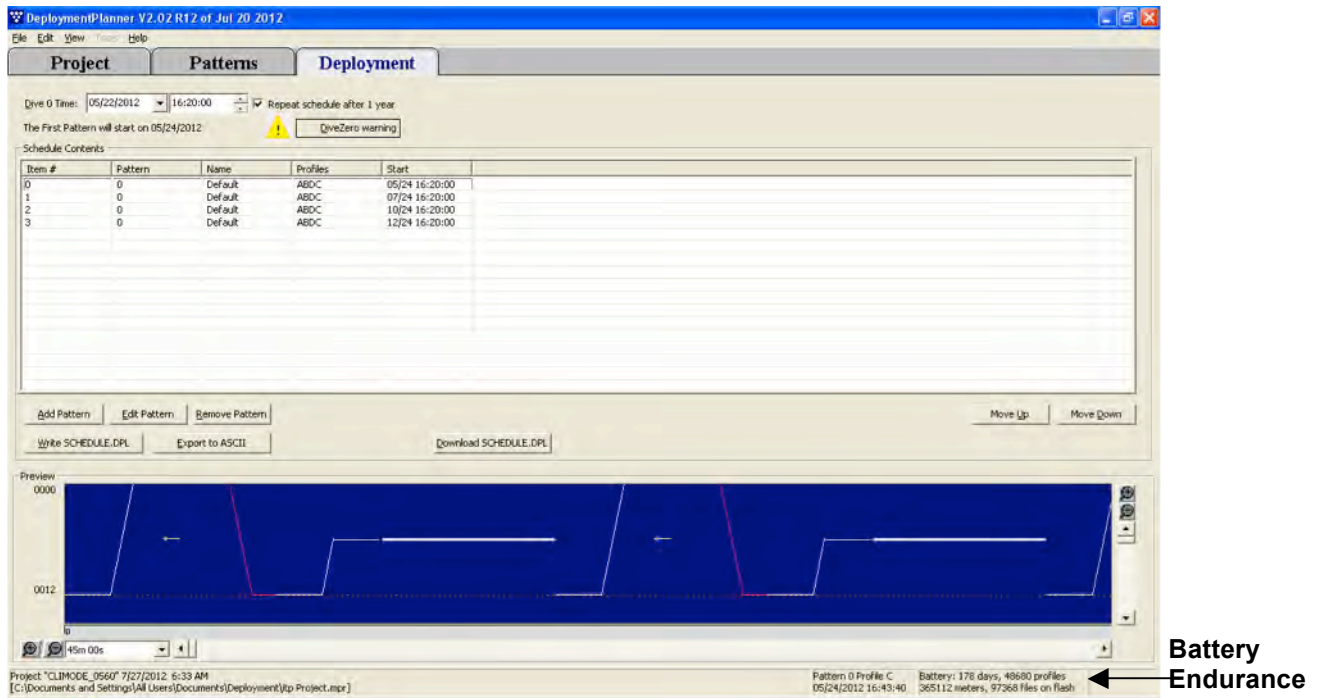 DeploymentPlanner V2.02 R12 of Jul 20 2012
File Edit View Tools Help
Project Patterns Deployment
Dive 0 Time: 05/22/2012 16:20:00 Repeat schedule after 1 year
The First Pattern will start on 05/24/2012 DiveZero warning
Schedule Contents
Item # Pattern Name Profiles Start
0 0 Default ABDC 05/24 16:20:00
1 0 Default ABDC 07/24 16:20:00
2 0 Default ABDC 10/24 16:20:00
3 0 Default ABDC 12/24 16:20:00
Add Pattern Edit Pattern Remove Pattern Move Up Move Down
Write SCHEDULE.DPL Export to ASCII Download SCHEDULE.DPL
Preview
0000
0012
0
45m 00s
Project "CLIMODE_0560" 7/27/2012 6:33 AM Pattern 0 Profile C Battery: 178 days, 48680 profiles
[C:\Documents and Settings\All Users\Documents\Deployment\tp Project.mpr] 05/24/2012 16:43:40 365112 meters, 97368 files on flash
Battery
Endurance